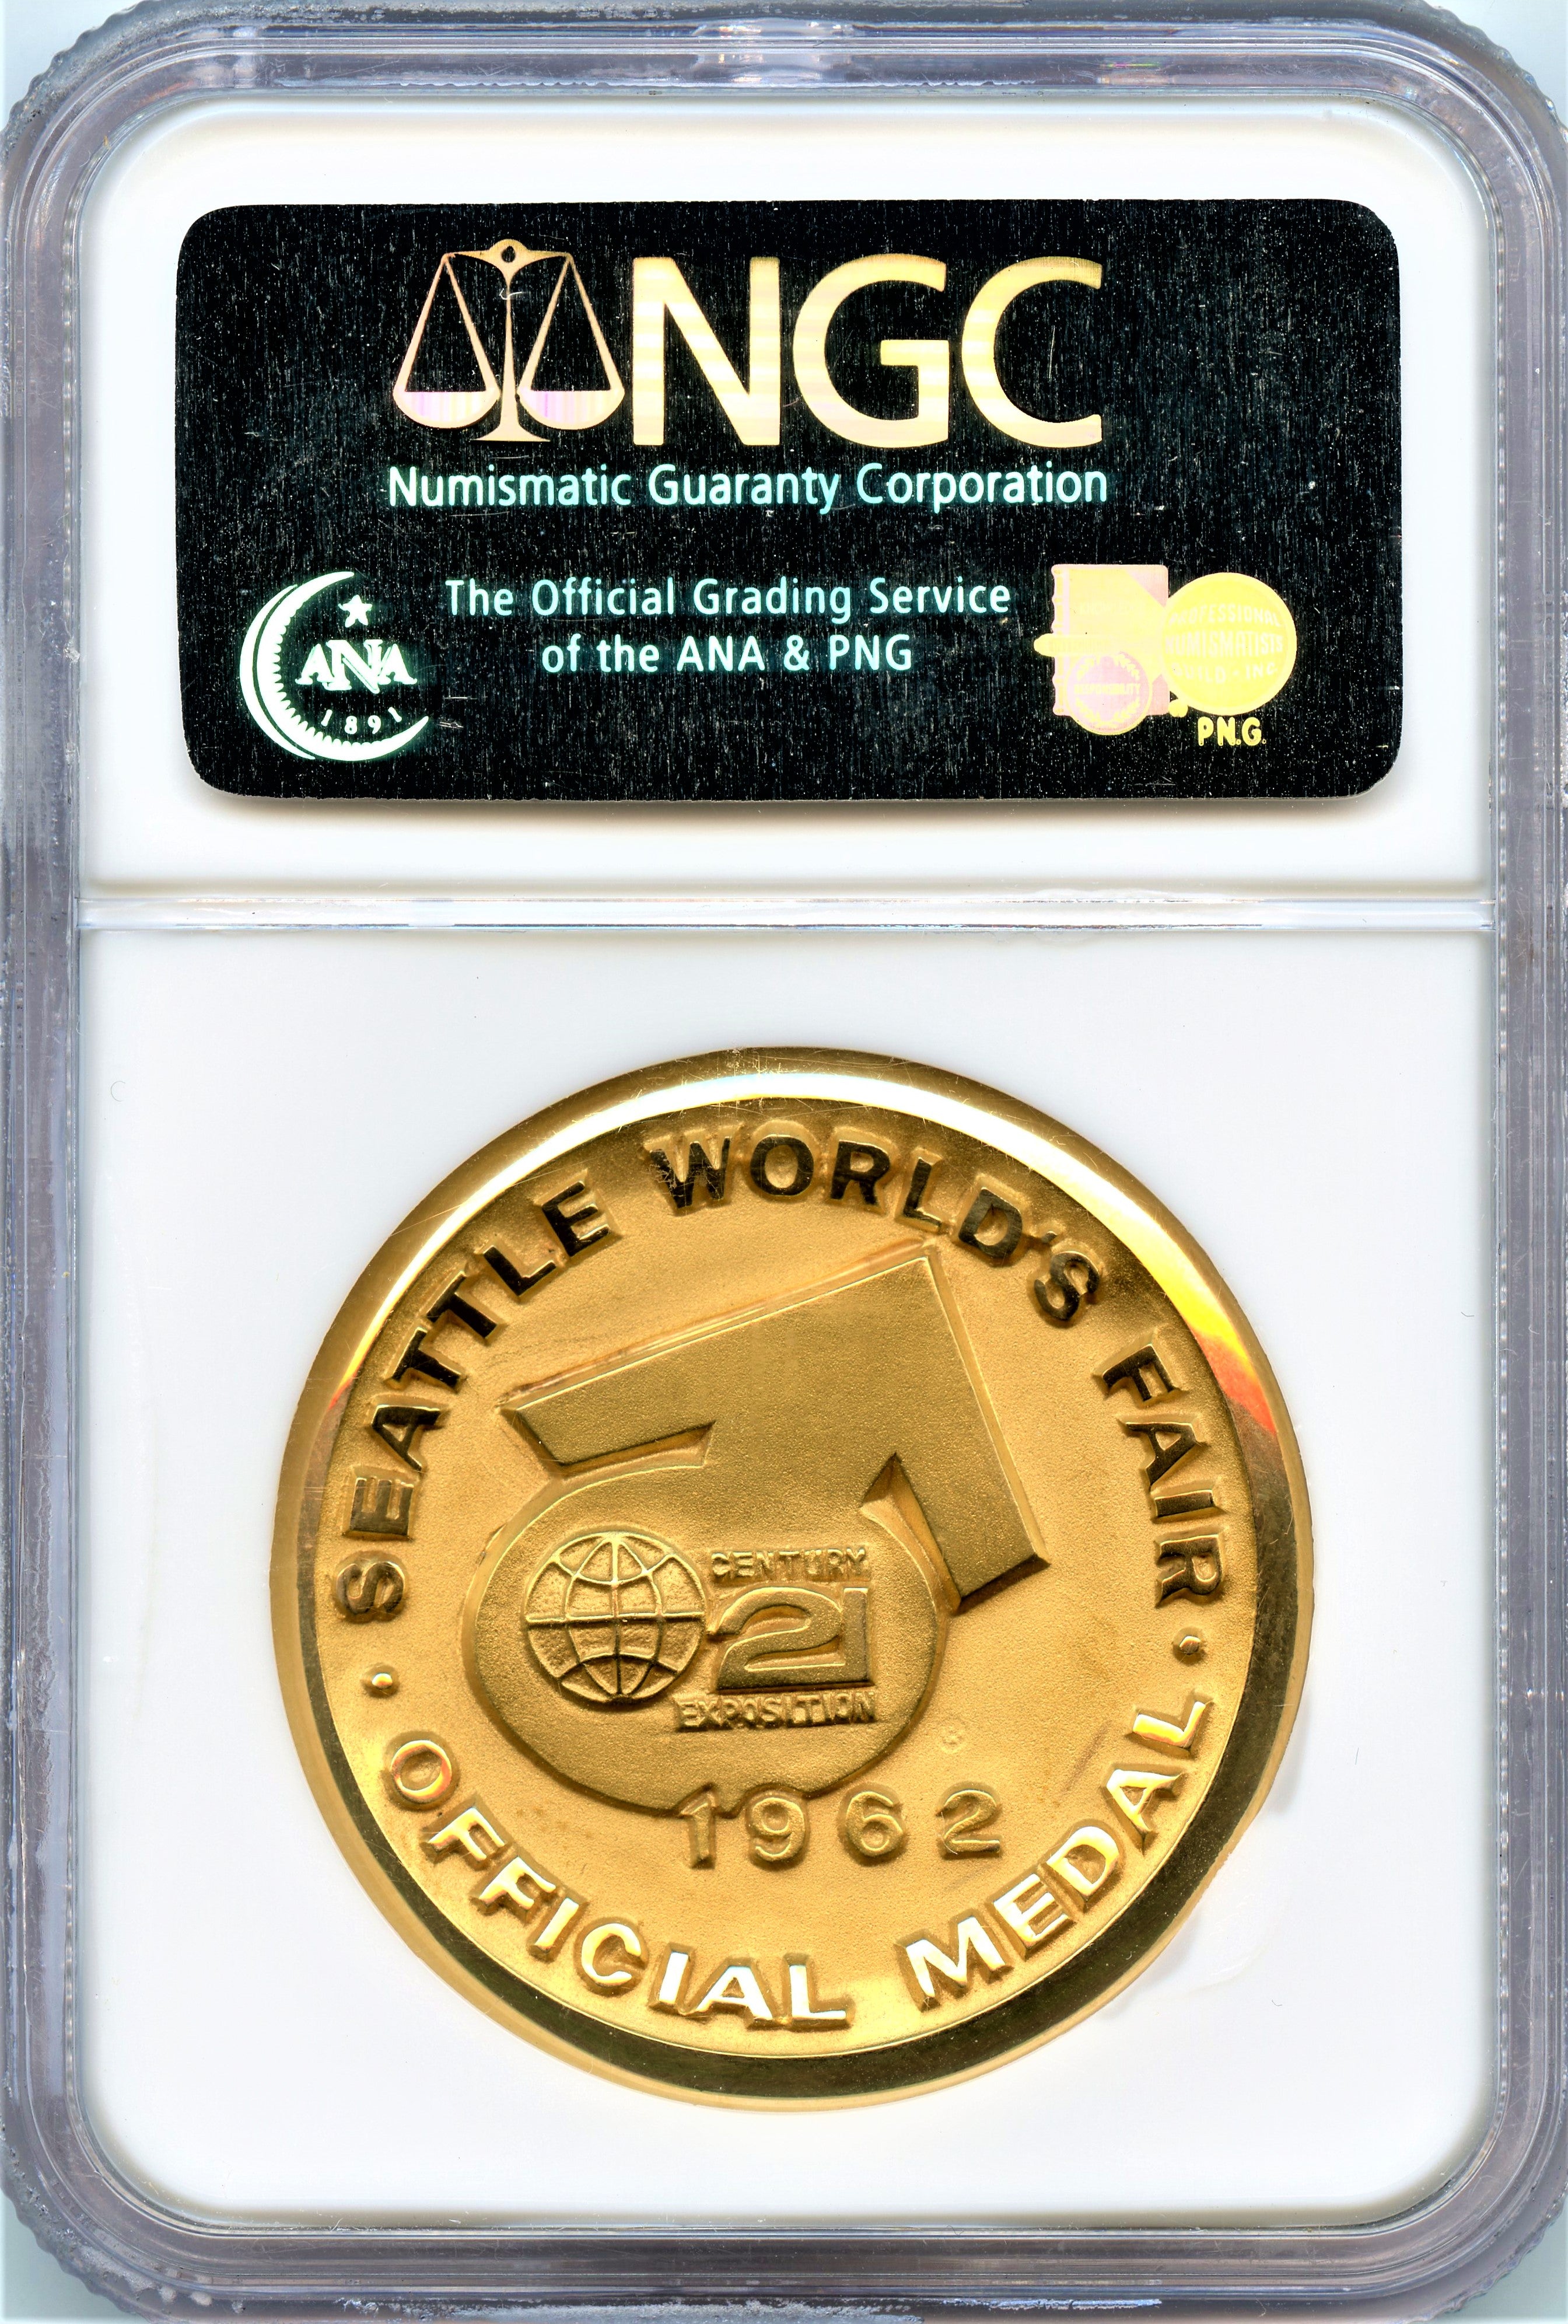 NGC
Numismatic Guaranty Corporation
The Official Grading Service
of the ANA & PNG
ANA
1891
PROFESSIONAL
NUMISMATISTS
GUILD • INC
P.N.G.
SEATTLE WORLD'S FAIR
CENTURY
21
EXPOSITION
1962
• OFFICIAL MEDAL •